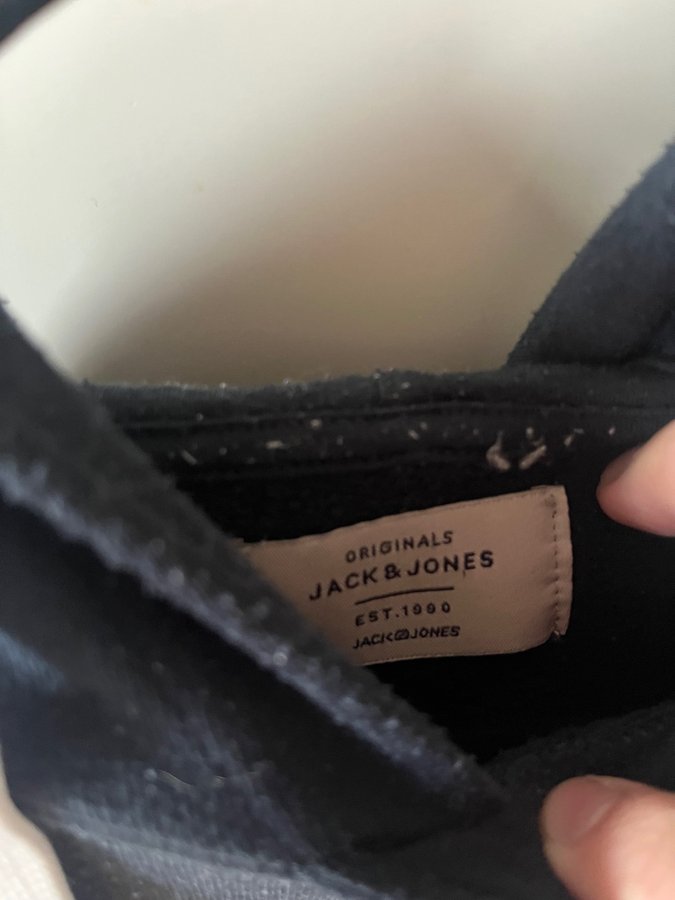 ORIGINALS
JACK & JONES
EST.1990
JACK JONES